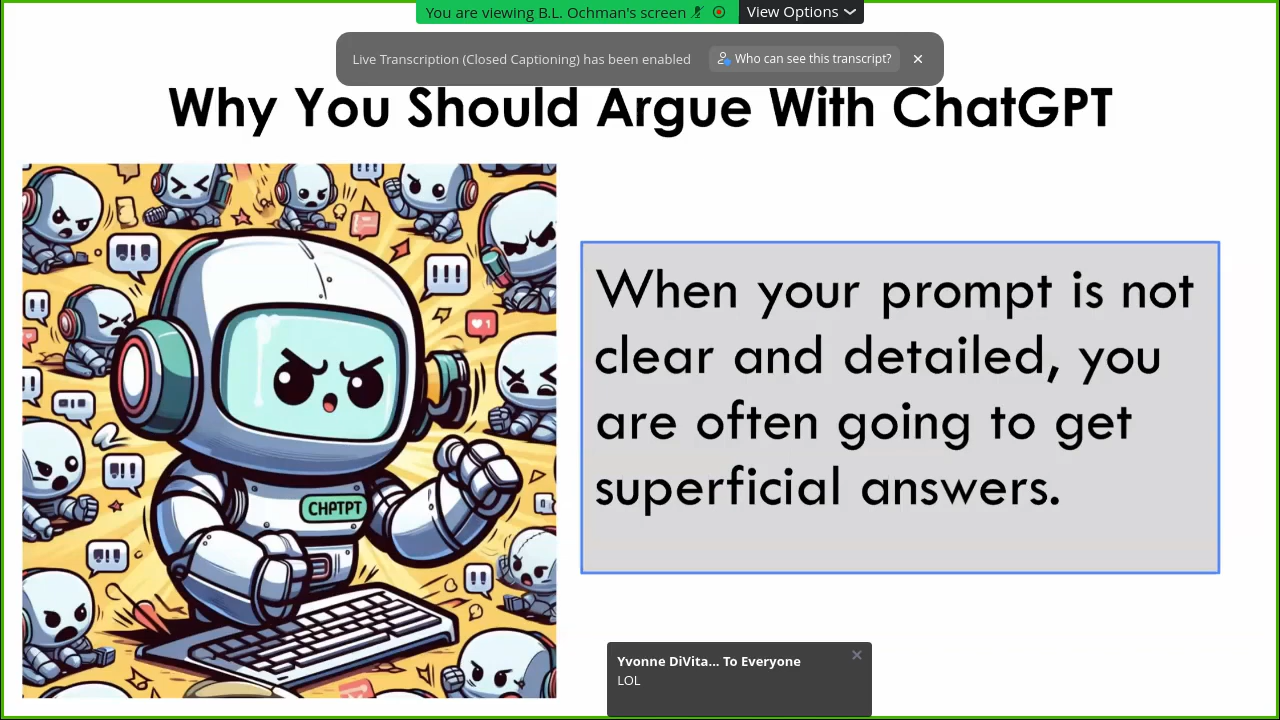 You are viewing B.L. Ochman's screen
View Options
Live Transcription (Closed Captioning) has been enabled
Who can see this transcript?
Why You Should Argue With ChatGPT
When your prompt is not
clear and detailed, you
are often going to get
superficial answers.
1
CHATPT
Yvonne DiVita... To Everyone
LOL